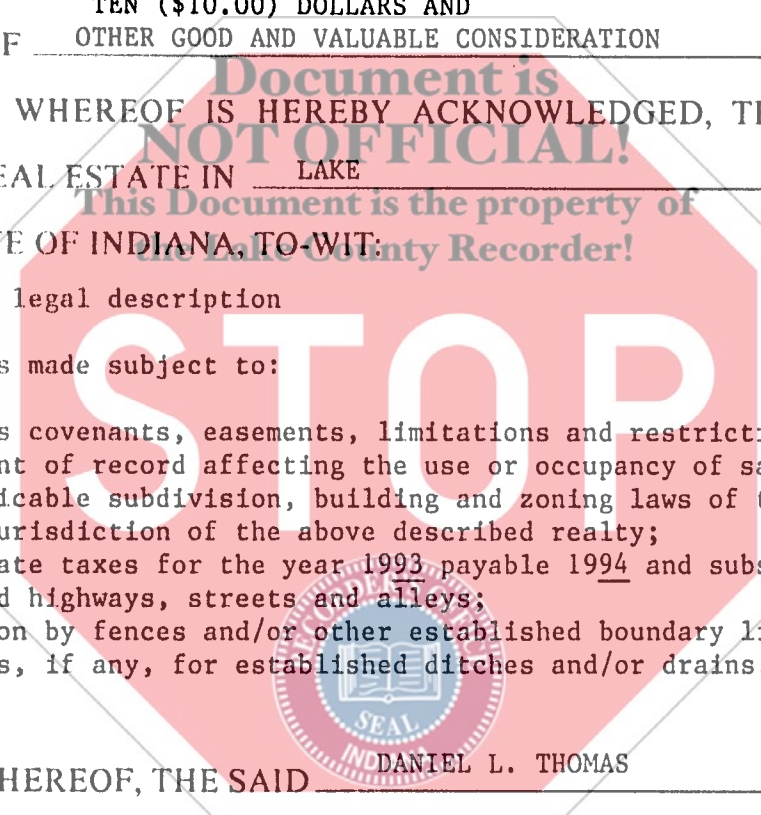 TEN ($10.00) DOLLARS AND
F OTHER GOOD AND VALUABLE CONSIDERATION
Document is
WHEREOF IS HEREBY ACKNOWLEDGED, T
NOT OFFICIAL!
EAL ESTATE IN LAKE
This Document is the property of
E OF INDIANA, TO-WIT:
the Lake County Recorder!
legal description
STOP
s made subject to:
s covenants, easements, limitations and restricti
nt of record affecting the use or occupancy of sa
icable subdivision, building and zoning laws of t
urisdiction of the above described realty;
ate taxes for the year 1993 payable 1994 and subs
d highways, streets and alleys;
on by fences and/or other established boundary li
s, if any, for established ditches and/or drains
SEAL
INDIANA
HEREOF, THE SAID DANIEL L. THOMAS